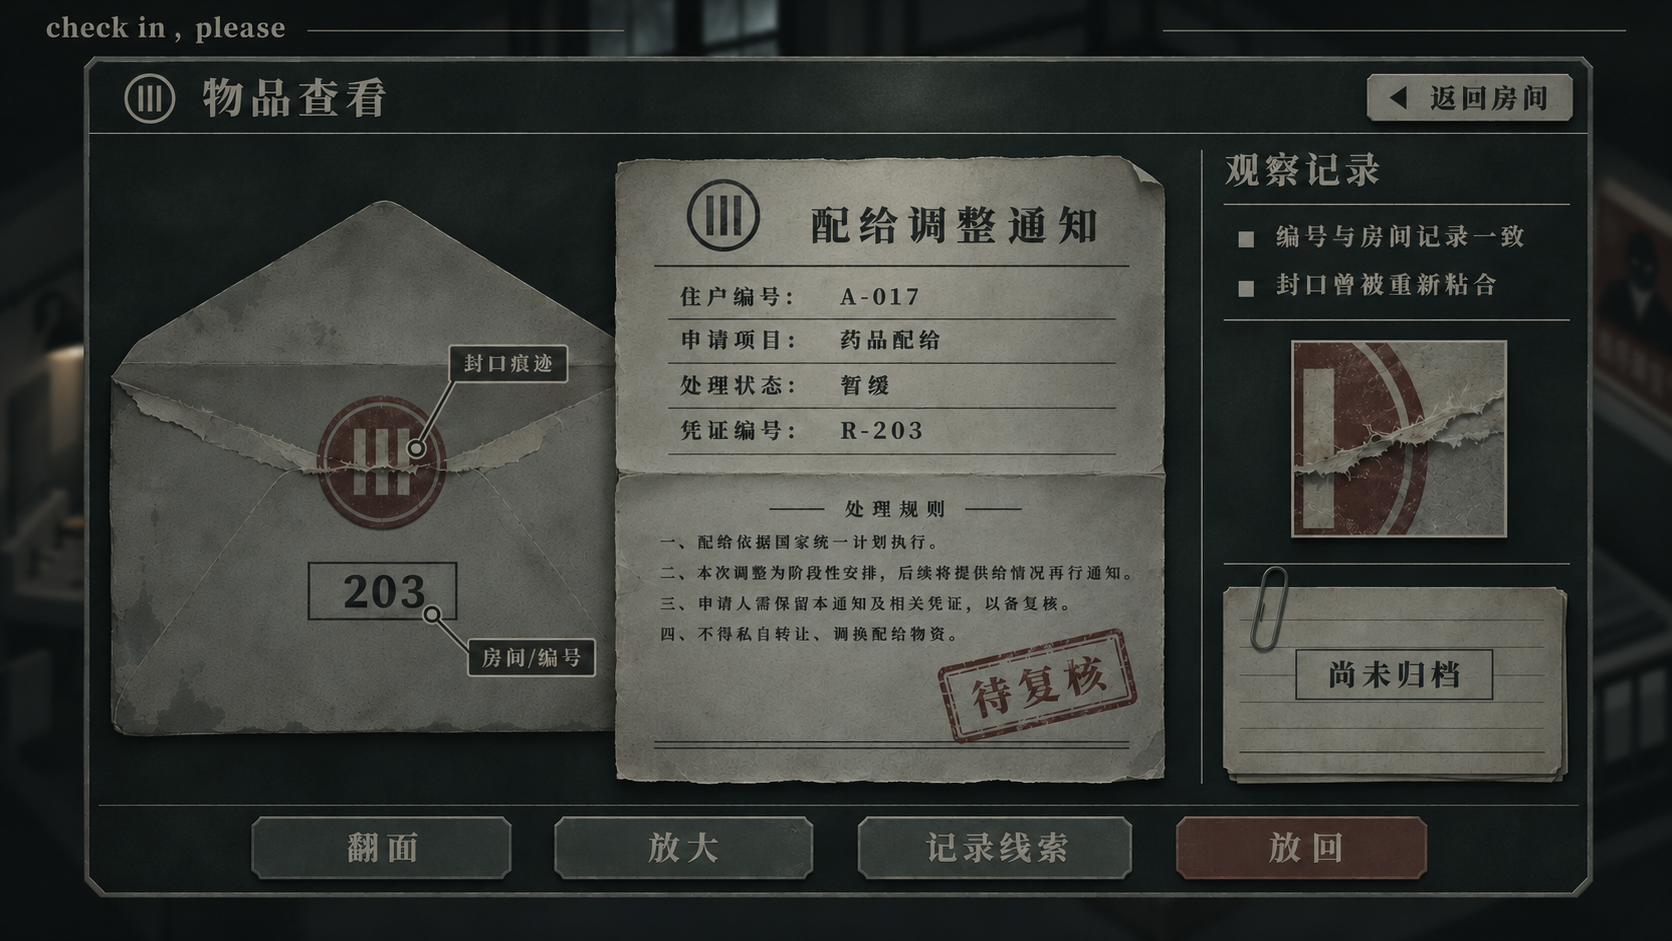 check in , please
物品查看
返回房间
封口痕迹
203
房间/编号
配给调整通知
住户编号： A-017
申请项目： 药品配给
处理状态： 暂缓
凭证编号： R-203
处理规则
一、配给依据国家统一计划执行。
二、本次调整为阶段性安排，后续将提供给情况再行通知。
三、申请人需保留本通知及相关凭证，以备复核。
四、不得私自转让、调换配给物资。
待复核
观察记录
编号与房间记录一致
封口曾被重新粘合
尚未归档
翻面
放大
记录线索
放回